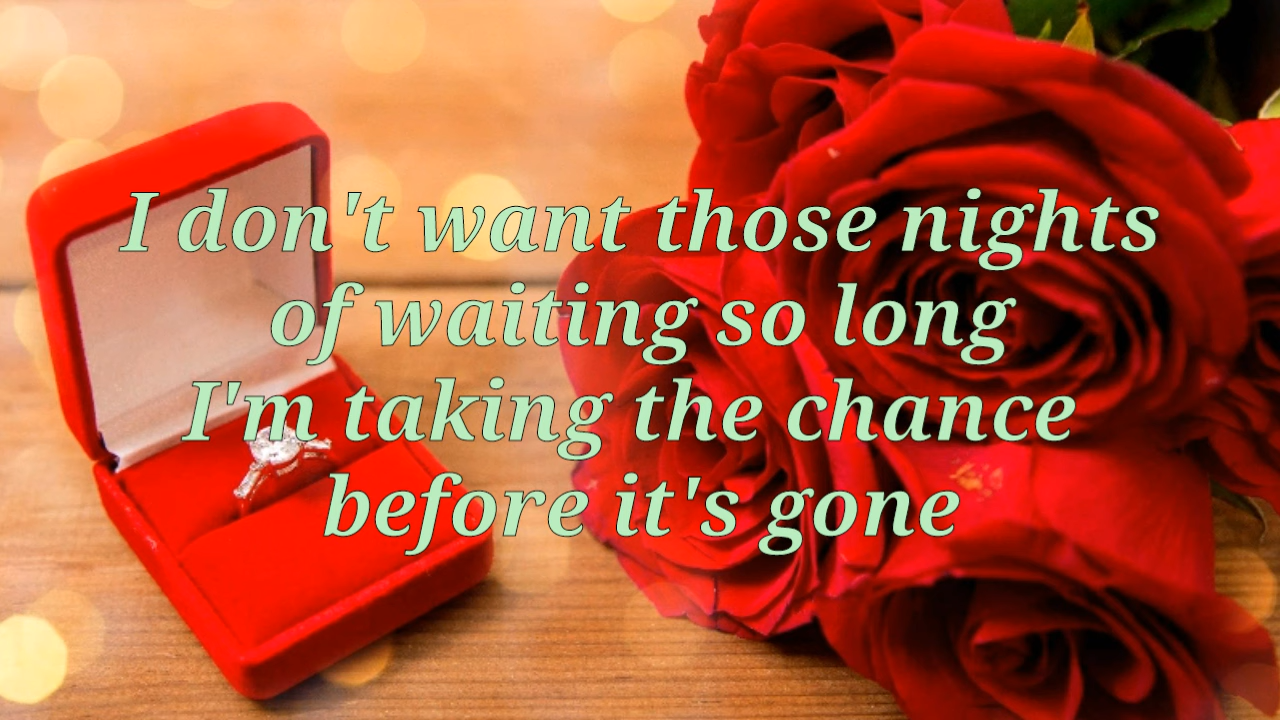 I don't want those nights
of waiting so long
I'm taking the chance
before it's gone